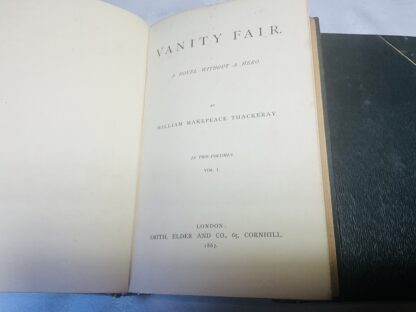 VANITY FAIR.
A NOVEL WITHOUT A HERO
BY
WILLIAM MAKEPEACE THACKERAY
IN TWO VOLUMES
VOL. I.
LONDON:
SMITH, ELDER AND CO., 65, CORNHILL.